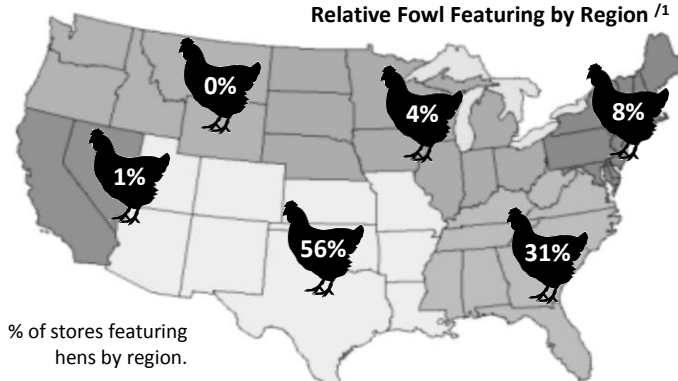 Relative Fowl Featuring by Region /1
0%
4%
8%
1%
56%
31%
% of stores featuring
hens by region.